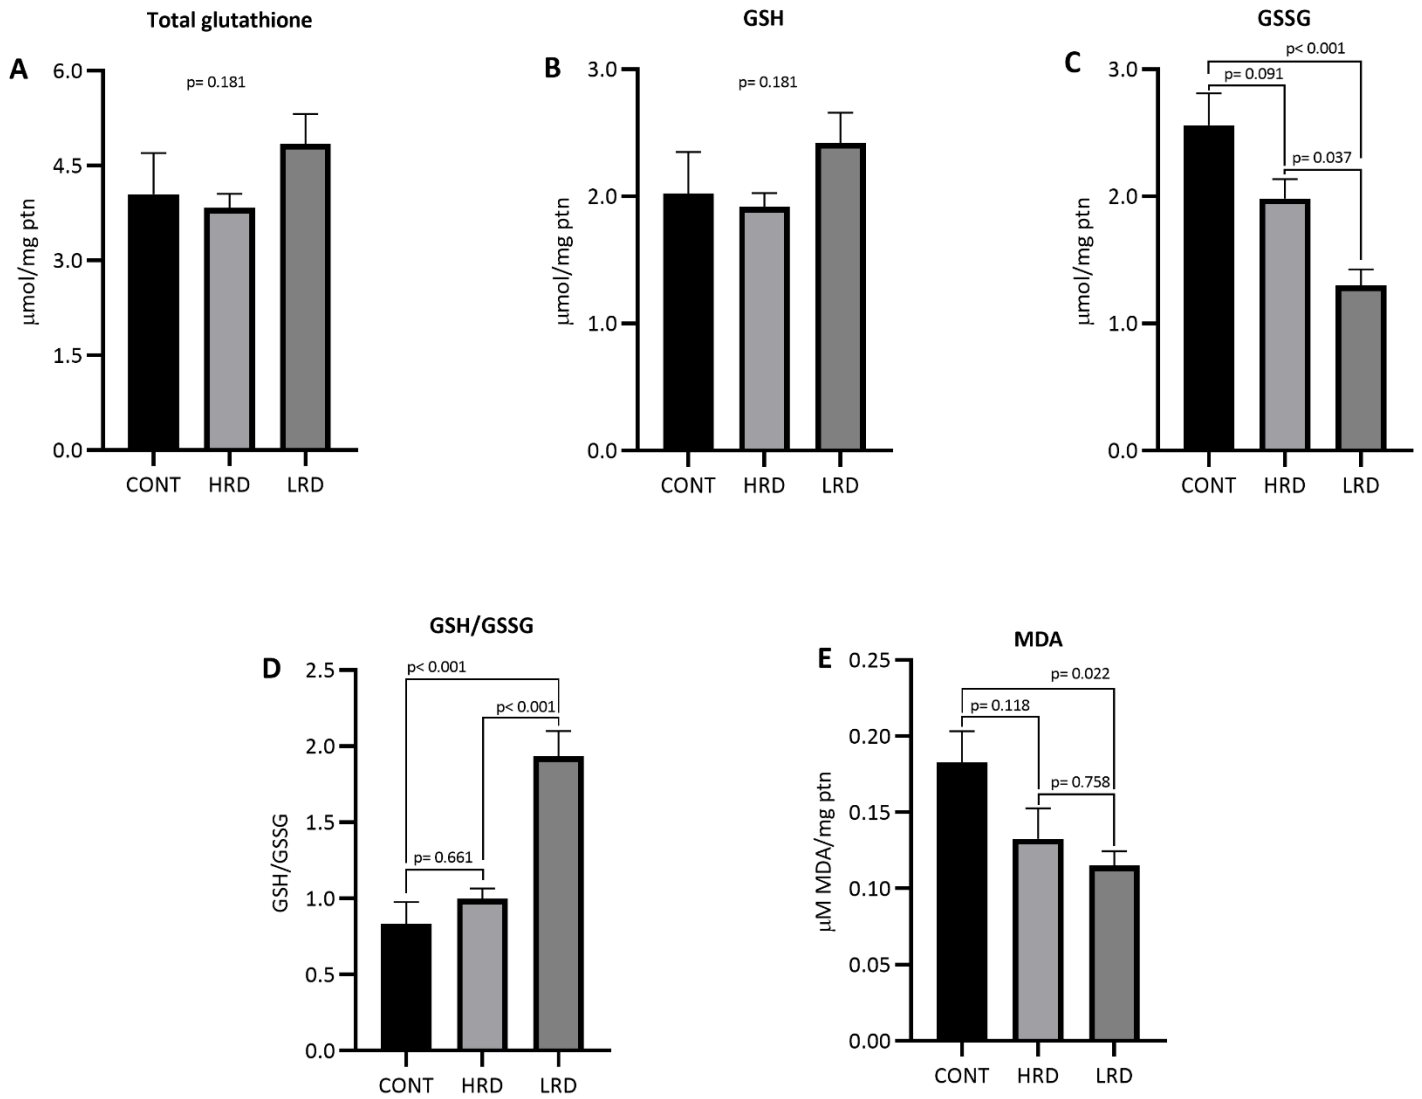 Total glutathione
A
p= 0.181
6.0
4.5
3.0
1.5
0.0
µmol/mg ptn
CONT HRD LRD
GSH
B
p= 0.181
3.0
2.0
1.0
0.0
µmol/mg ptn
CONT HRD LRD
GSSG
C
p< 0.001
p= 0.091
p= 0.037
3.0
2.0
1.0
0.0
µmol/mg ptn
CONT HRD LRD
GSH/GSSG
D
p< 0.001
p< 0.001
p= 0.661
2.5
2.0
1.5
1.0
0.5
0.0
GSH/GSSG
CONT HRD LRD
MDA
E
p= 0.022
p= 0.118
p= 0.758
0.25
0.20
0.15
0.10
0.05
0.00
µM MDA/mg ptn
CONT HRD LRD